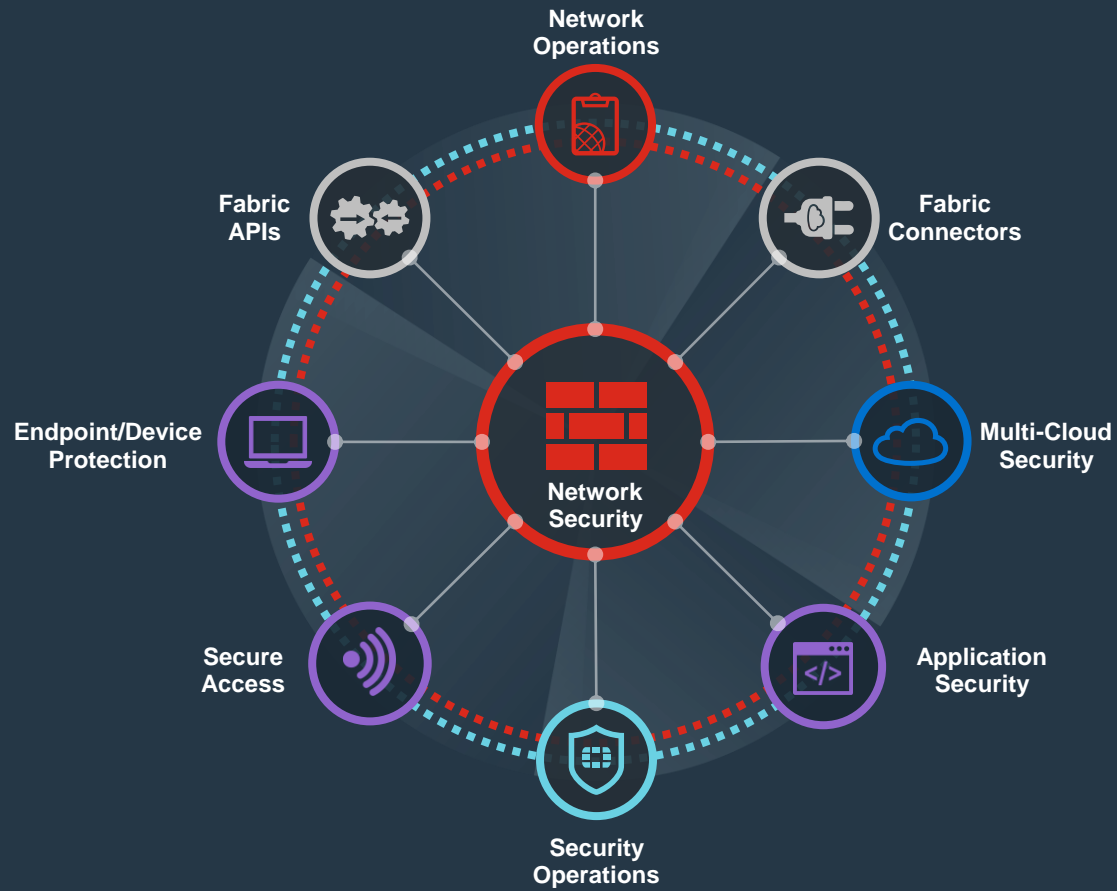 Network
Operations
Fabric
APIs
Fabric
Connectors
Endpoint/Device
Protection
Network
Security
Multi-Cloud
Security
Secure
Access
</>
Application
Security
Security
Operations